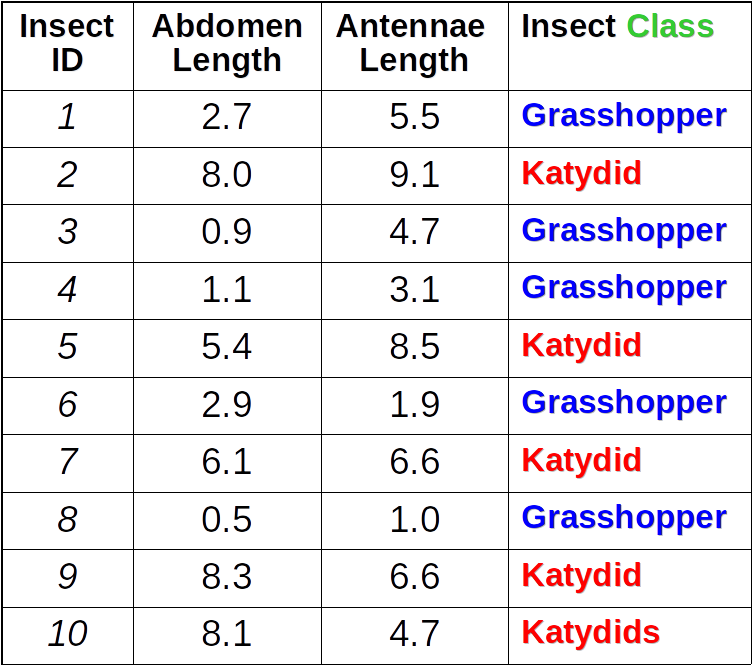 Insect ID Abdomen Length Antennae Length Insect Class
1 2.7 5.5 Grasshopper
2 8.0 9.1 Katydid
3 0.9 4.7 Grasshopper
4 1.1 3.1 Grasshopper
5 5.4 8.5 Katydid
6 2.9 1.9 Grasshopper
7 6.1 6.6 Katydid
8 0.5 1.0 Grasshopper
9 8.3 6.6 Katydid
10 8.1 4.7 Katydids